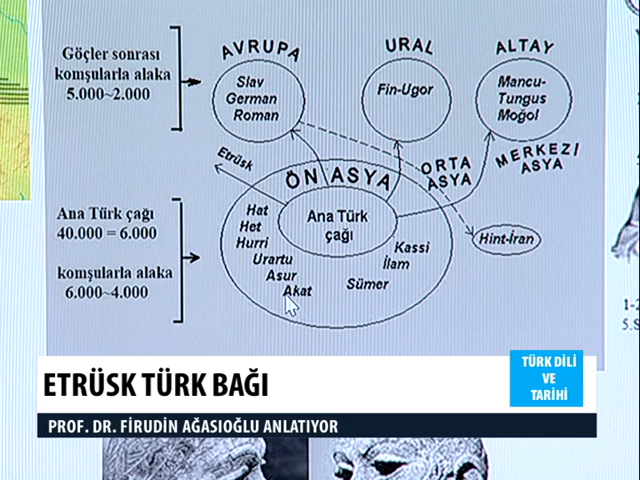 Göçler sonrası
komşularla alaka
5.000~2.000
AVRUPA
Slav
German
Roman
URAL
Fin-Ugor
ALTAY
Mancu-
Tungus
Moğol
Etrüsk
ÖN ASYA
ORTA
ASYA
MERKEZİ
ASYA
Ana Türk çağı
40.000 = 6.000
komşularla alaka
6.000~4.000
Ana Türk
çağı
Hat
Het
Hurri
Urartu
Asur
Akat
Sümer
Kassi
İlam
Hint-İran
1-2
5.S
ETRÜSK TÜRK BAĞI
TÜRK DİLİ
VE
TARİHİ
PROF. DR. FİRUDİN AĞASIOĞLU ANLATIYOR